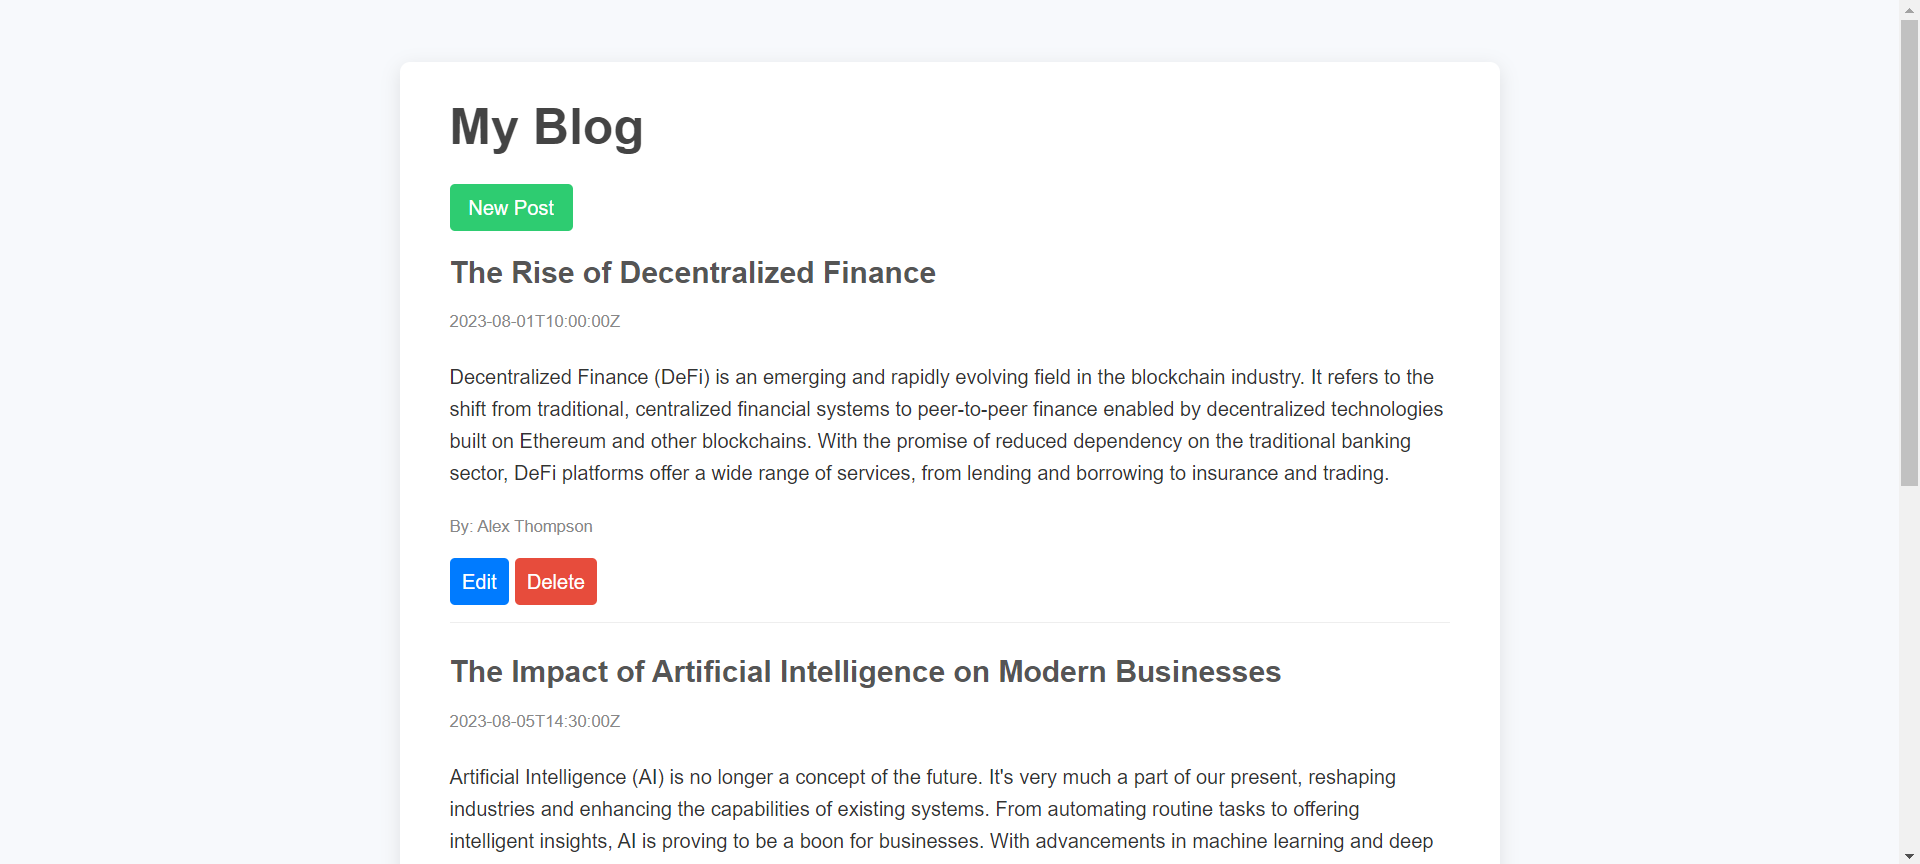 My Blog
New Post
The Rise of Decentralized Finance
2023-08-01T10:00:00Z
Decentralized Finance (DeFi) is an emerging and rapidly evolving field in the blockchain industry. It refers to the
shift from traditional, centralized financial systems to peer-to-peer finance enabled by decentralized technologies
built on Ethereum and other blockchains. With the promise of reduced dependency on the traditional banking
sector, DeFi platforms offer a wide range of services, from lending and borrowing to insurance and trading.
By: Alex Thompson
Edit Delete
The Impact of Artificial Intelligence on Modern Businesses
2023-08-05T14:30:00Z
Artificial Intelligence (AI) is no longer a concept of the future. It's very much a part of our present, reshaping
industries and enhancing the capabilities of existing systems. From automating routine tasks to offering
intelligent insights, AI is proving to be a boon for businesses. With advancements in machine learning and deep